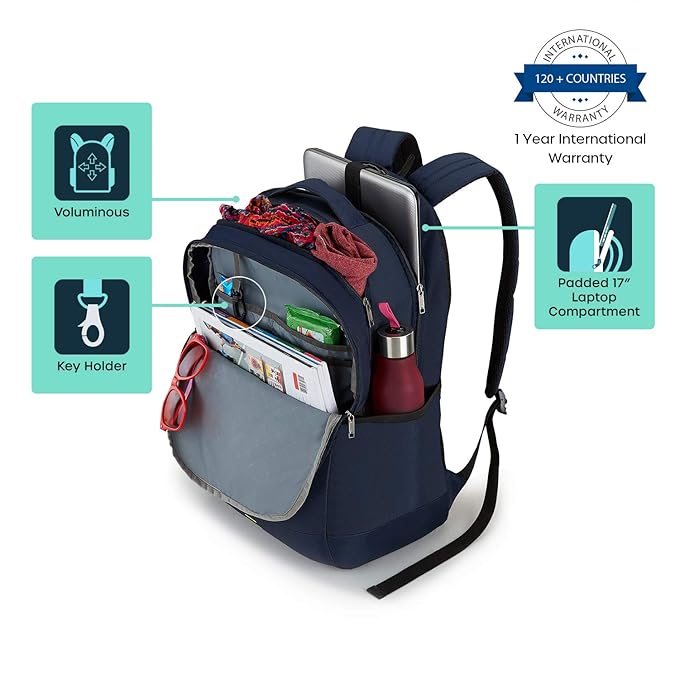 INTERNATIONAL
120 + COUNTRIES
WARRANTY
1 Year International
Warranty
Voluminous
Key Holder
Padded 17”
Laptop
Compartment